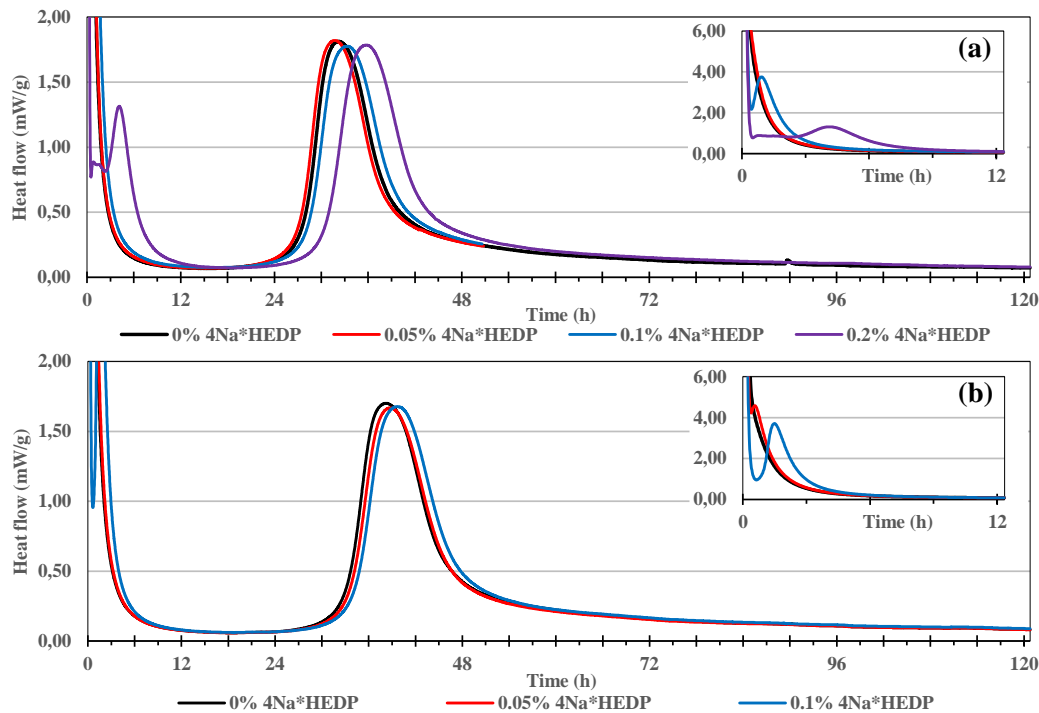 2,00
1,50
1,00
0,50
0,00
Heat flow (mW/g)
0 12 24 36 48 72 96 120
Time (h)
(a)
6,00
4,00
2,00
0,00
0 Time (h) 12
0% 4Na*HEDP 0.05% 4Na*HEDP 0.1% 4Na*HEDP 0.2% 4Na*HEDP
2,00
1,50
1,00
0,50
0,00
Heat flow (mW/g)
0 12 24 36 48 72 96 120
Time (h)
(b)
6,00
4,00
2,00
0,00
0 Time (h) 12
0% 4Na*HEDP 0.05% 4Na*HEDP 0.1% 4Na*HEDP